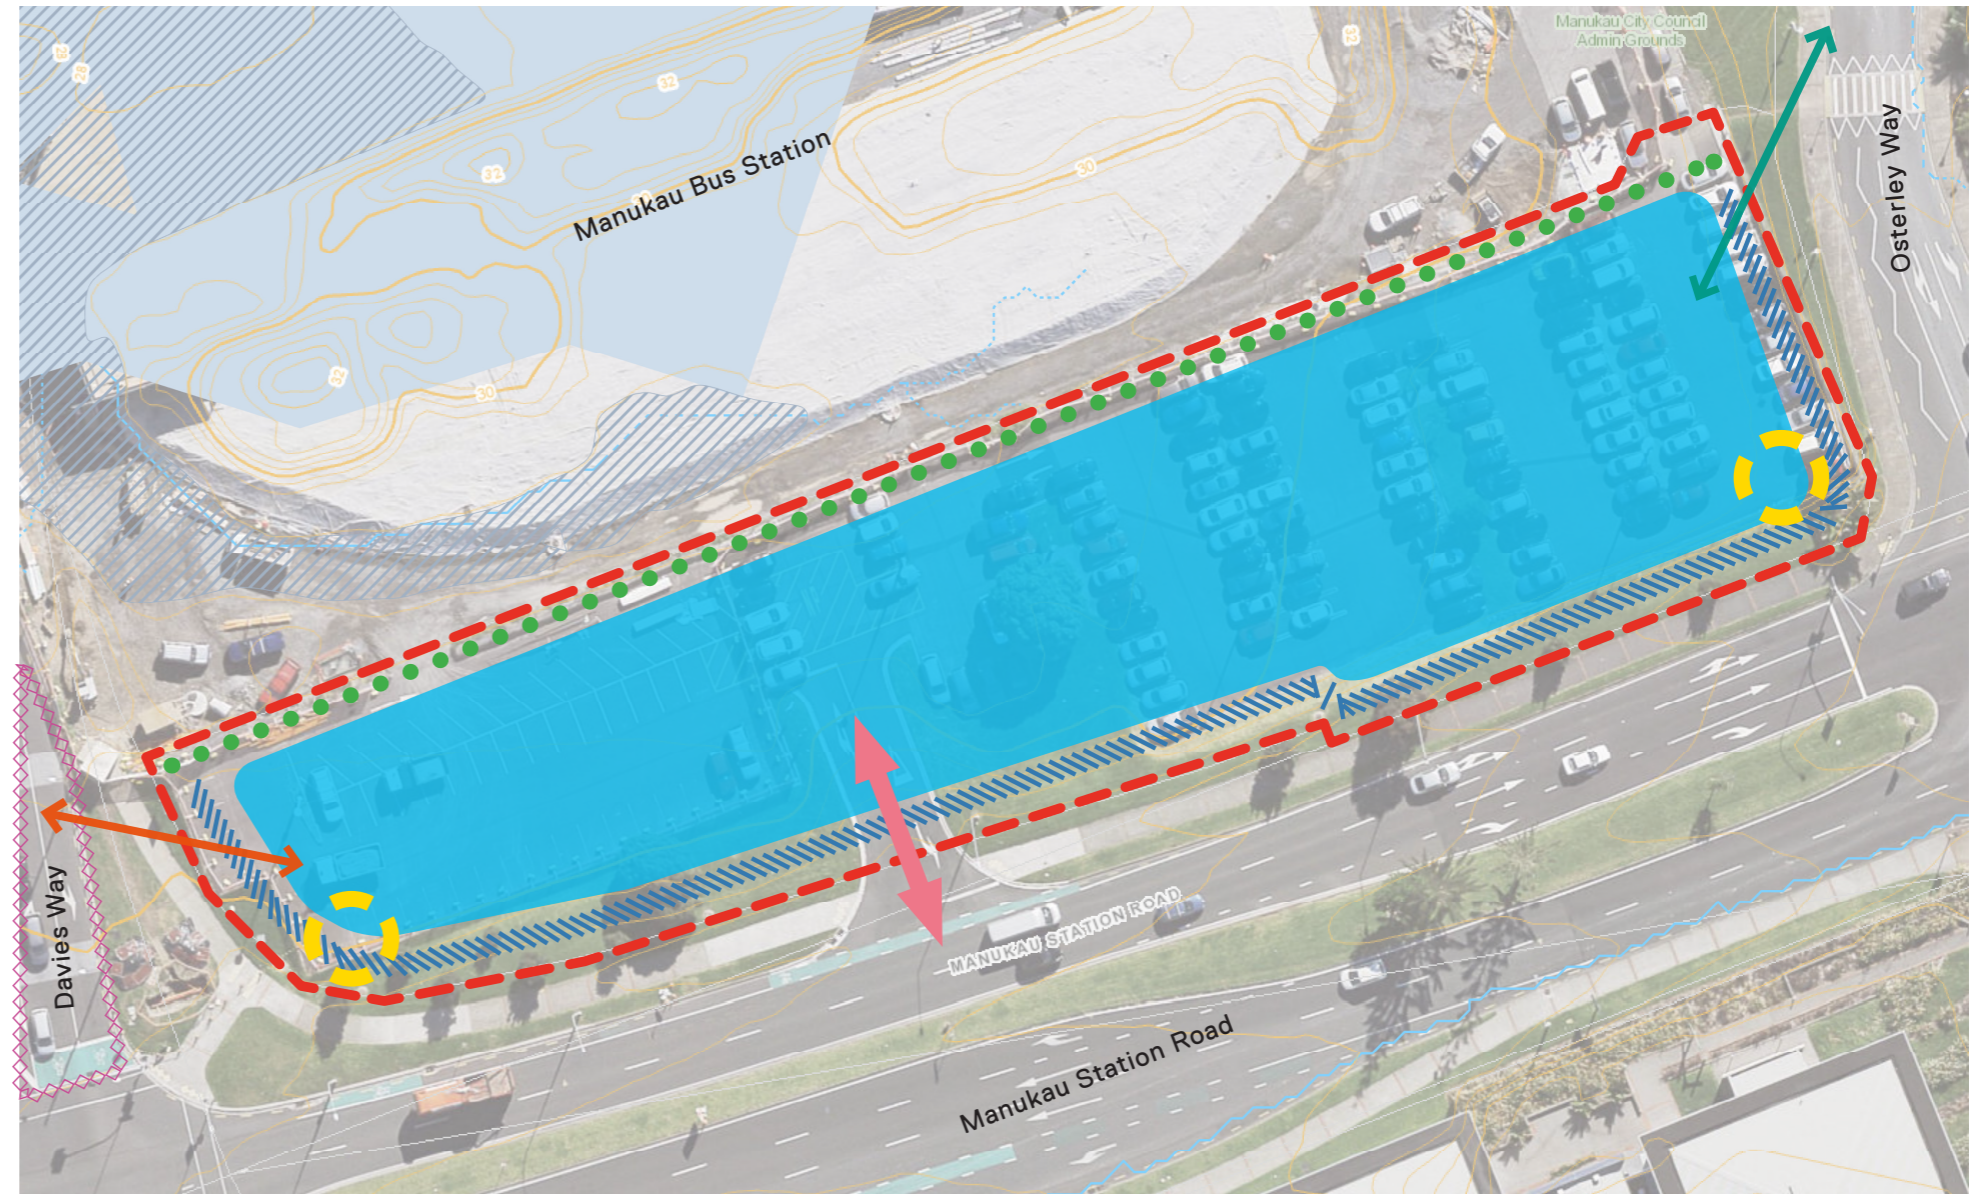 Manukau City Council
Admin Grounds
28
28
32
32
32
Manukau Bus Station
30
Osterley Way
32
30
Davies Way
MANUKAU STATION ROAD
Manukau Station Road